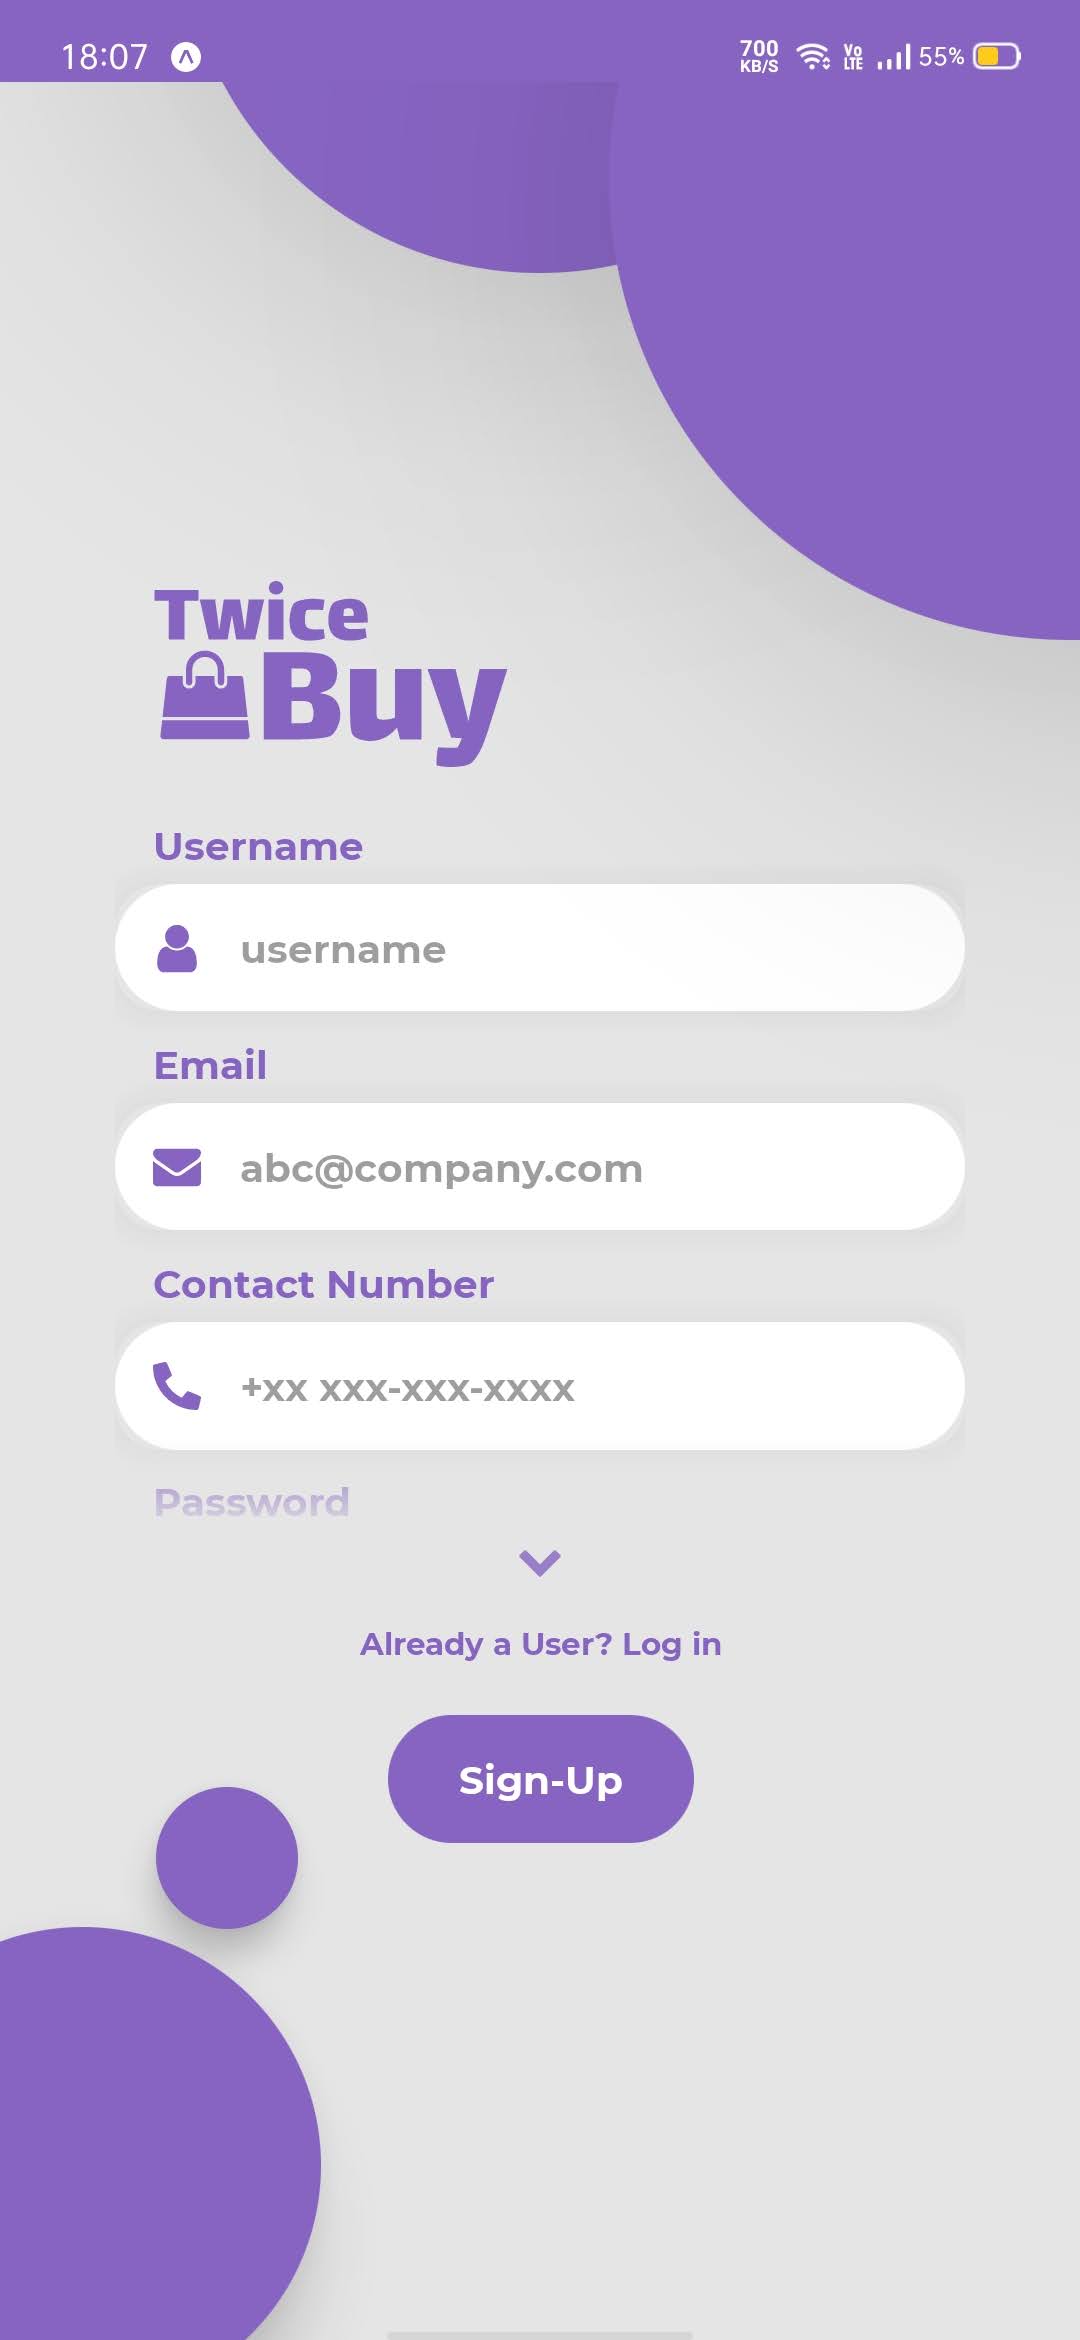 18:07
700
KB/S
Vo
LTE
55%
Twice
Buy
Username
username
Email
abc@company.com
Contact Number
+xx xxx-xxx-xxxx
Password
Already a User? Log in
Sign-Up